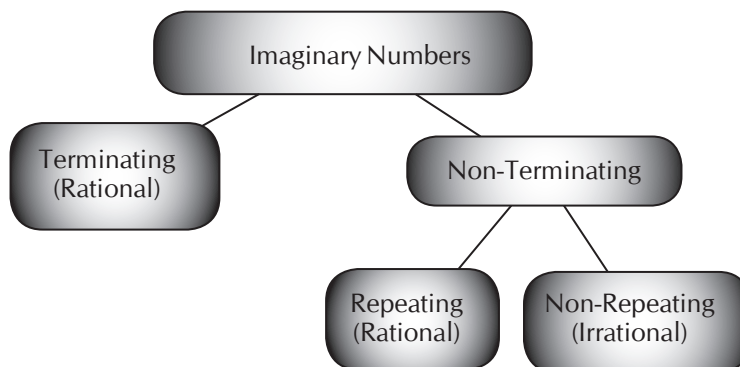 Imaginary Numbers
Terminating
(Rational)
Non-Terminating
Repeating
(Rational)
Non-Repeating
(Irrational)